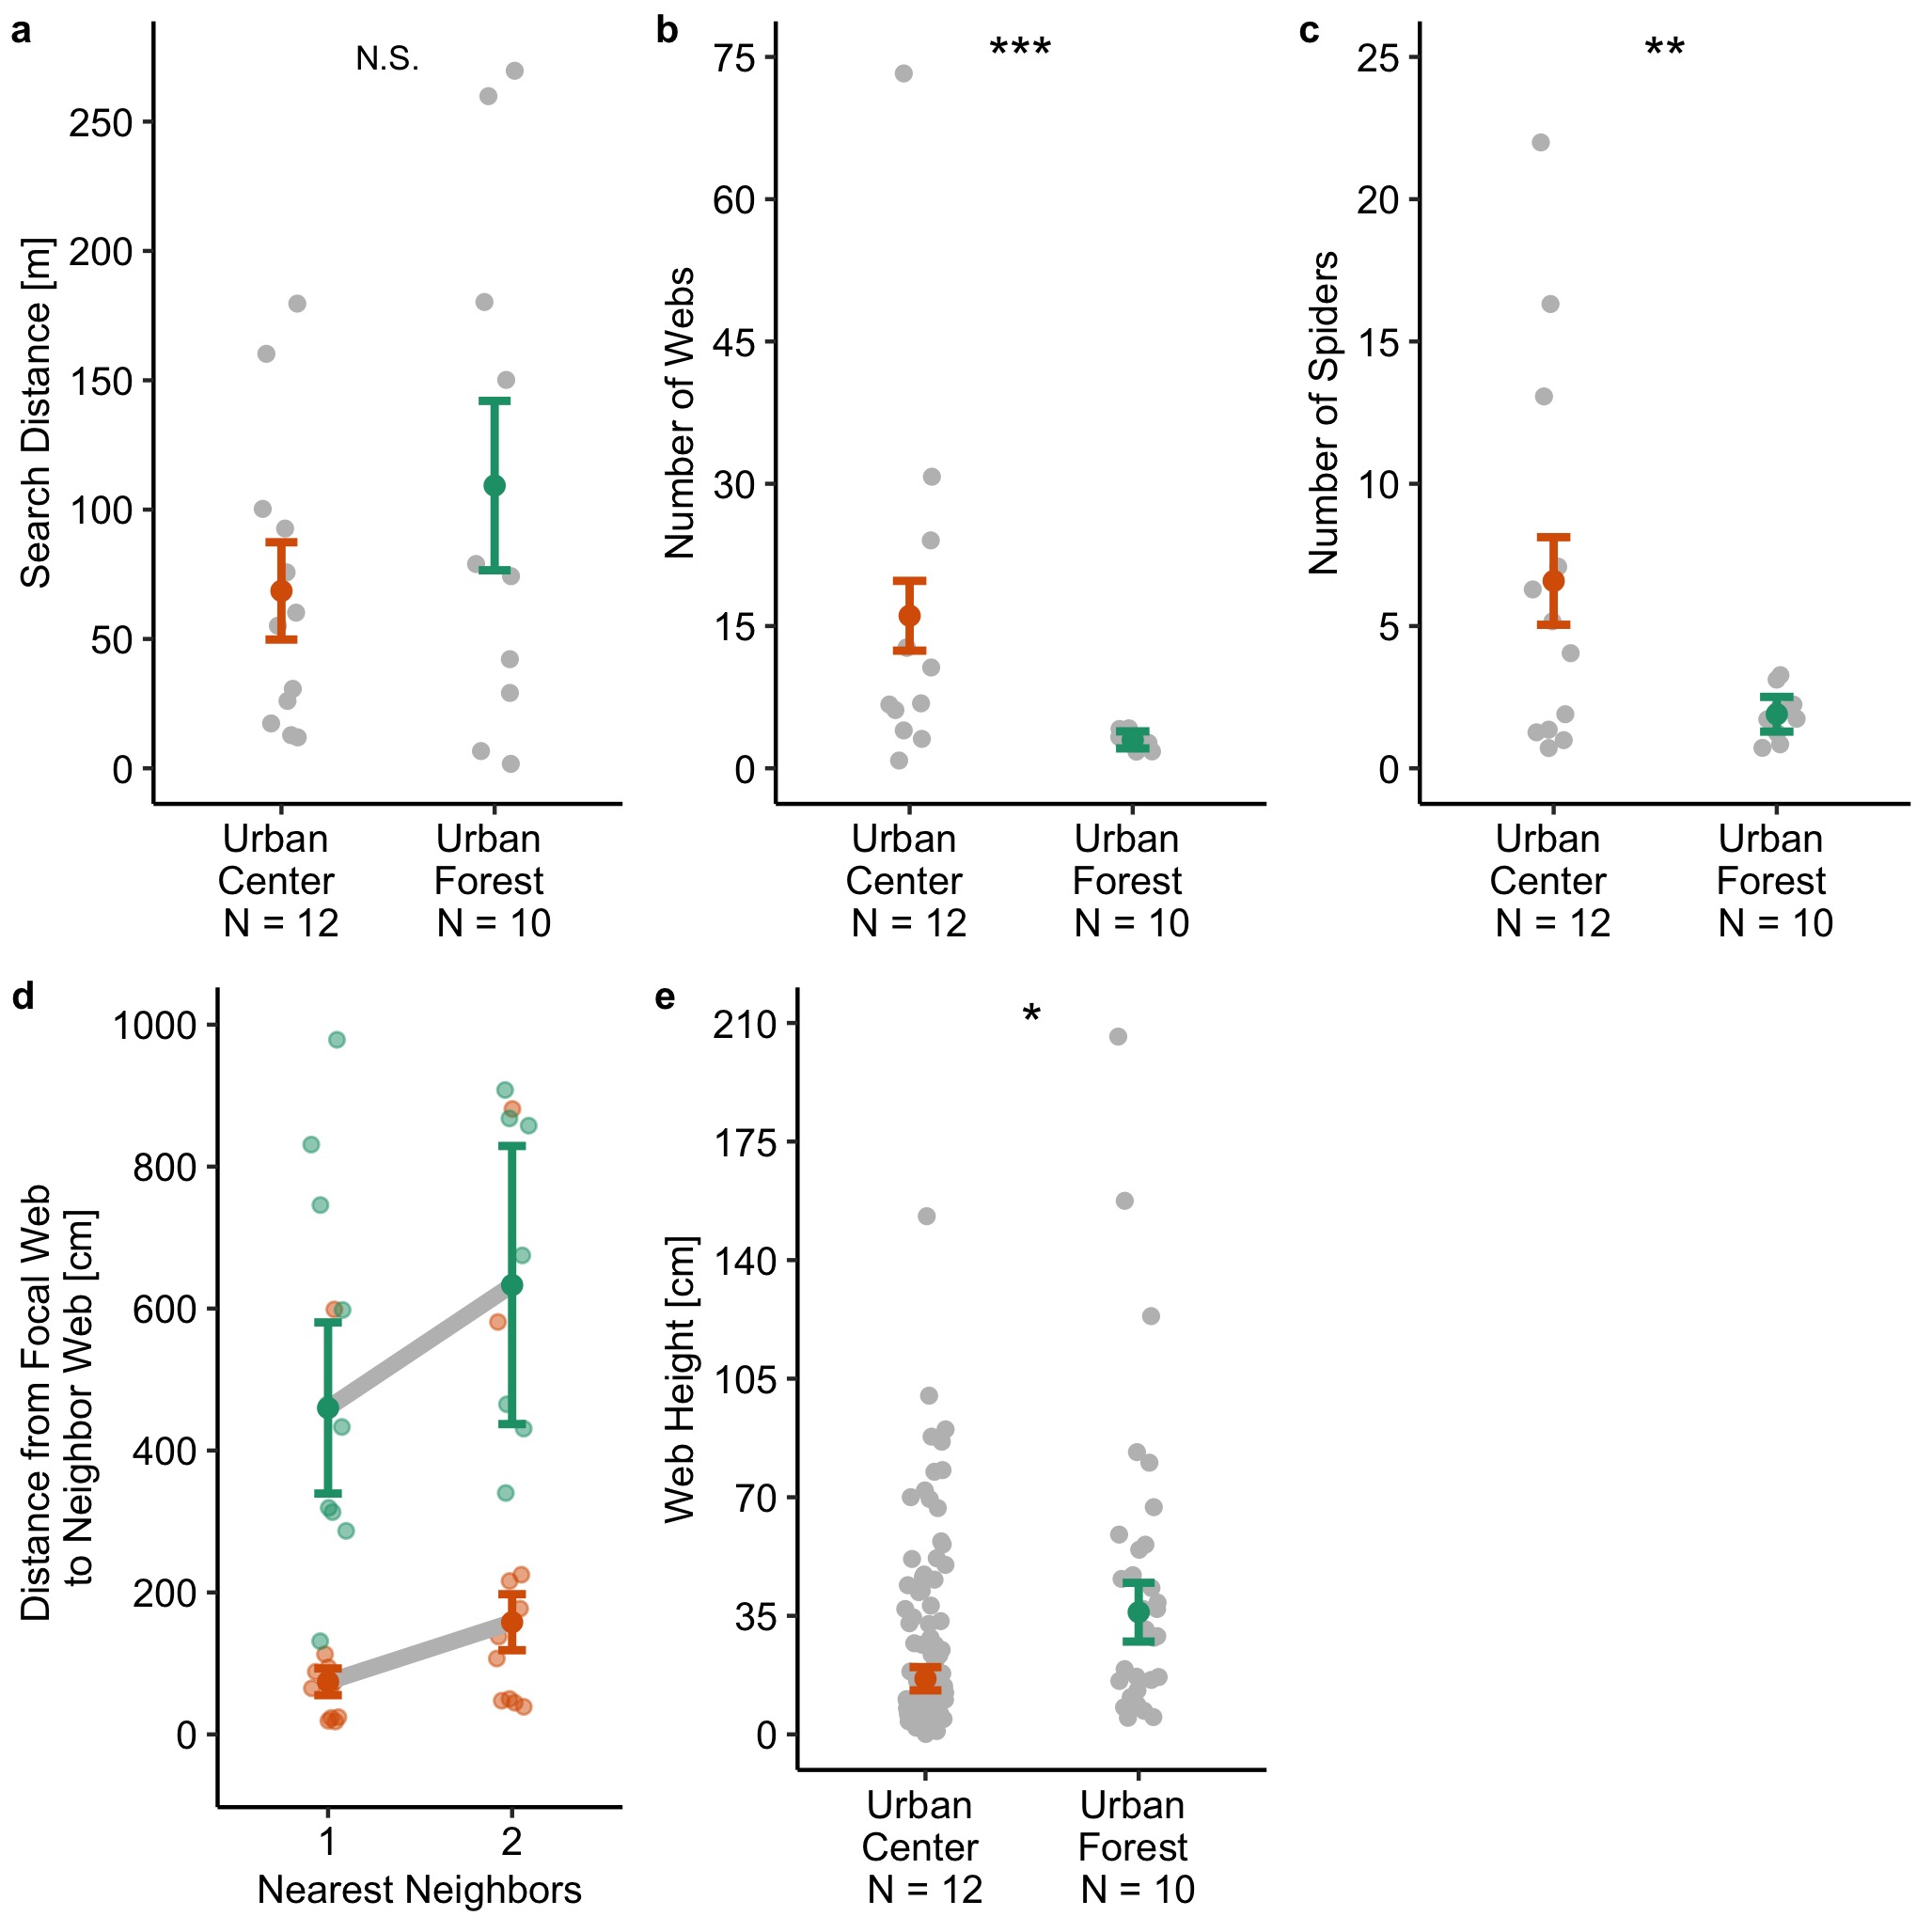 a
N.S.
Search Distance [m]
250
200
150
100
50
0
Urban
Center
N = 12
Urban
Forest
N = 10
b
***
Number of Webs
75
60
45
30
15
0
Urban
Center
N = 12
Urban
Forest
N = 10
c
**
Number of Spiders
25
20
15
10
5
0
Urban
Center
N = 12
Urban
Forest
N = 10
d
Distance from Focal Web
to Neighbor Web [cm]
1000
800
600
400
200
0
1
2
Nearest Neighbors
e
*
Web Height [cm]
210
175
140
105
70
35
0
Urban
Center
N = 12
Urban
Forest
N = 10